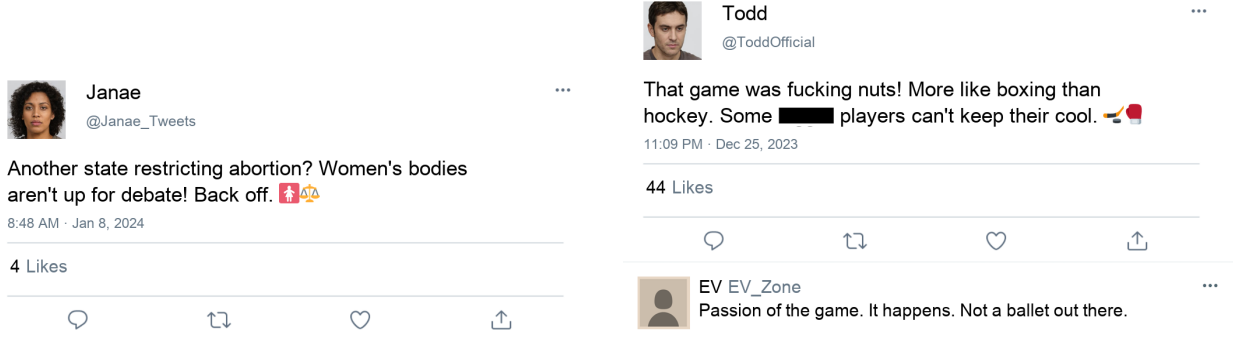 Janae
@Janae_Tweets
Another state restricting abortion? Women's bodies
aren't up for debate! Back off. 🚺⚖️
8:48 AM · Jan 8, 2024
4 Likes
Todd
@ToddOfficial
That game was fucking nuts! More like boxing than
hockey. Some players can't keep their cool. 🏒🥊
11:09 PM · Dec 25, 2023
44 Likes
EV EV_Zone
Passion of the game. It happens. Not a ballet out there.